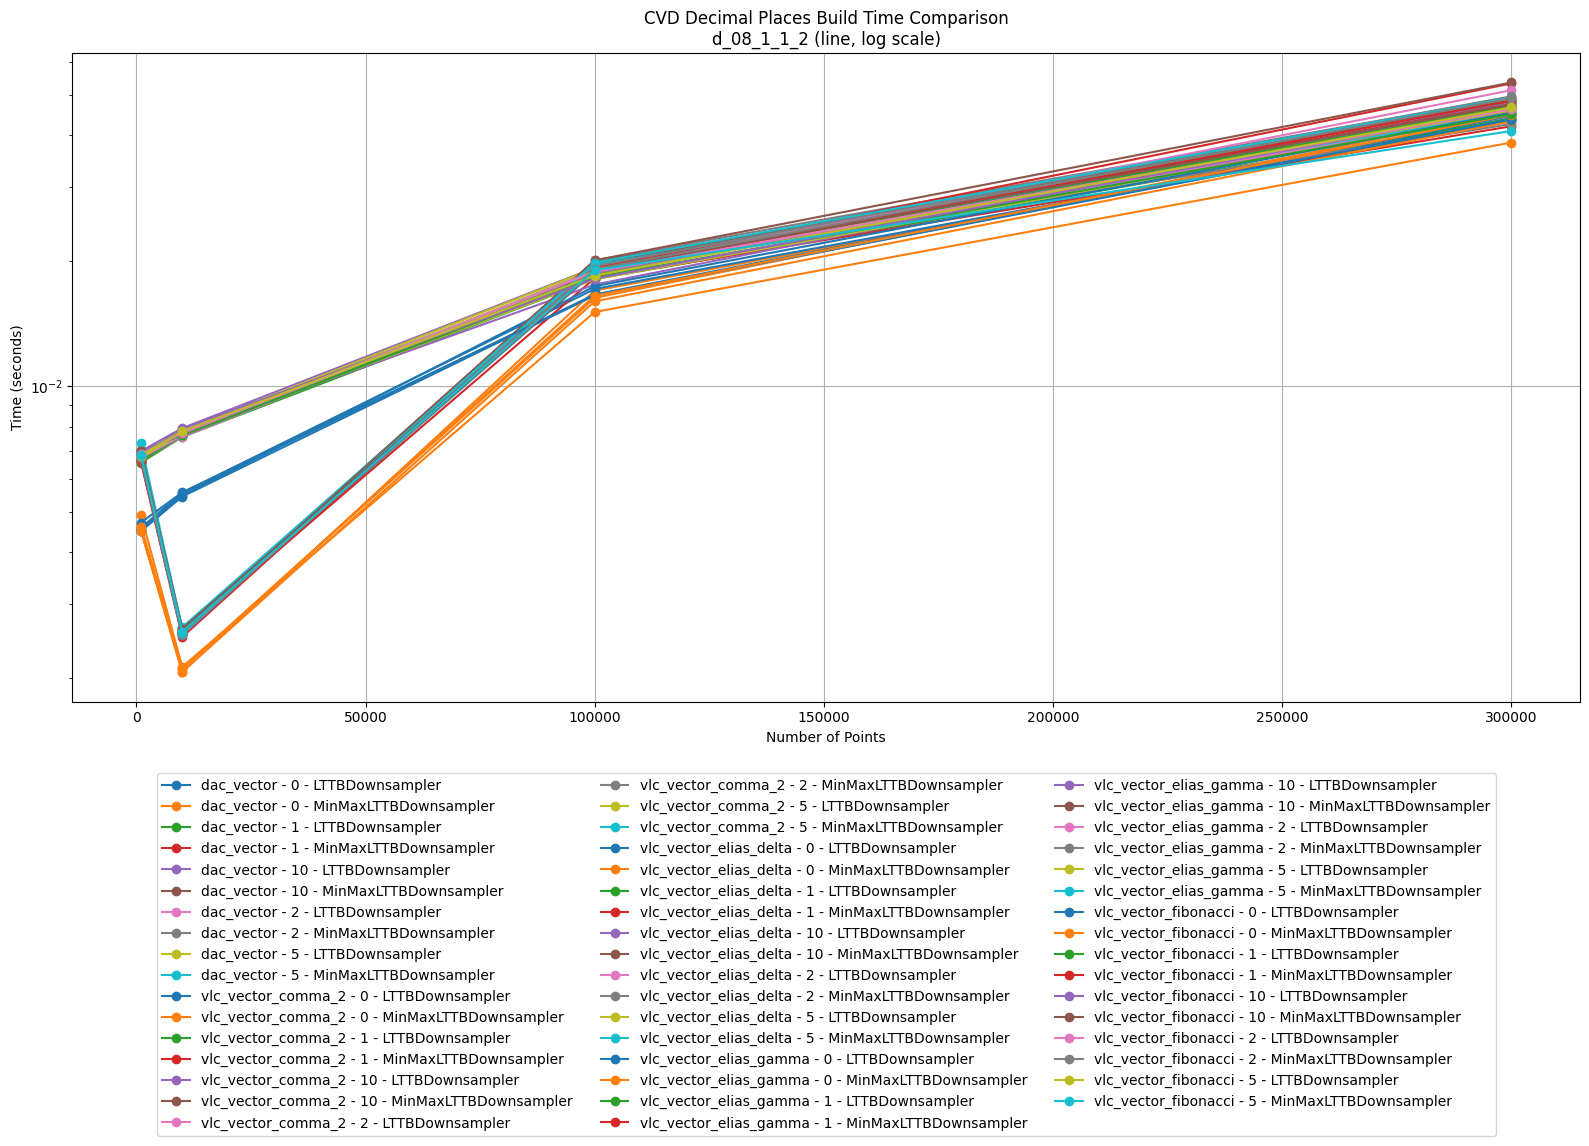 CVD Decimal Places Build Time Comparison
d_08_1_1_2 (line, log scale)
Time (seconds)
10⁻²
0
50000
100000
150000
200000
250000
300000
Number of Points
dac_vector - 0 - LTTBDownsampler
dac_vector - 0 - MinMaxLTTBDownsampler
dac_vector - 1 - LTTBDownsampler
dac_vector - 1 - MinMaxLTTBDownsampler
dac_vector - 10 - LTTBDownsampler
dac_vector - 10 - MinMaxLTTBDownsampler
dac_vector - 2 - LTTBDownsampler
dac_vector - 2 - MinMaxLTTBDownsampler
dac_vector - 5 - LTTBDownsampler
dac_vector - 5 - MinMaxLTTBDownsampler
vlc_vector_comma_2 - 0 - LTTBDownsampler
vlc_vector_comma_2 - 0 - MinMaxLTTBDownsampler
vlc_vector_comma_2 - 1 - LTTBDownsampler
vlc_vector_comma_2 - 1 - MinMaxLTTBDownsampler
vlc_vector_comma_2 - 10 - LTTBDownsampler
vlc_vector_comma_2 - 10 - MinMaxLTTBDownsampler
vlc_vector_comma_2 - 2 - LTTBDownsampler
vlc_vector_comma_2 - 2 - MinMaxLTTBDownsampler
vlc_vector_comma_2 - 5 - LTTBDownsampler
vlc_vector_comma_2 - 5 - MinMaxLTTBDownsampler
vlc_vector_elias_delta - 0 - LTTBDownsampler
vlc_vector_elias_delta - 0 - MinMaxLTTBDownsampler
vlc_vector_elias_delta - 1 - LTTBDownsampler
vlc_vector_elias_delta - 1 - MinMaxLTTBDownsampler
vlc_vector_elias_delta - 10 - LTTBDownsampler
vlc_vector_elias_delta - 10 - MinMaxLTTBDownsampler
vlc_vector_elias_delta - 2 - LTTBDownsampler
vlc_vector_elias_delta - 2 - MinMaxLTTBDownsampler
vlc_vector_elias_delta - 5 - LTTBDownsampler
vlc_vector_elias_delta - 5 - MinMaxLTTBDownsampler
vlc_vector_elias_gamma - 0 - LTTBDownsampler
vlc_vector_elias_gamma - 0 - MinMaxLTTBDownsampler
vlc_vector_elias_gamma - 1 - LTTBDownsampler
vlc_vector_elias_gamma - 1 - MinMaxLTTBDownsampler
vlc_vector_elias_gamma - 10 - LTTBDownsampler
vlc_vector_elias_gamma - 10 - MinMaxLTTBDownsampler
vlc_vector_elias_gamma - 2 - LTTBDownsampler
vlc_vector_elias_gamma - 2 - MinMaxLTTBDownsampler
vlc_vector_elias_gamma - 5 - LTTBDownsampler
vlc_vector_elias_gamma - 5 - MinMaxLTTBDownsampler
vlc_vector_fibonacci - 0 - LTTBDownsampler
vlc_vector_fibonacci - 0 - MinMaxLTTBDownsampler
vlc_vector_fibonacci - 1 - LTTBDownsampler
vlc_vector_fibonacci - 1 - MinMaxLTTBDownsampler
vlc_vector_fibonacci - 10 - LTTBDownsampler
vlc_vector_fibonacci - 10 - MinMaxLTTBDownsampler
vlc_vector_fibonacci - 2 - LTTBDownsampler
vlc_vector_fibonacci - 2 - MinMaxLTTBDownsampler
vlc_vector_fibonacci - 5 - LTTBDownsampler
vlc_vector_fibonacci - 5 - MinMaxLTTBDownsampler